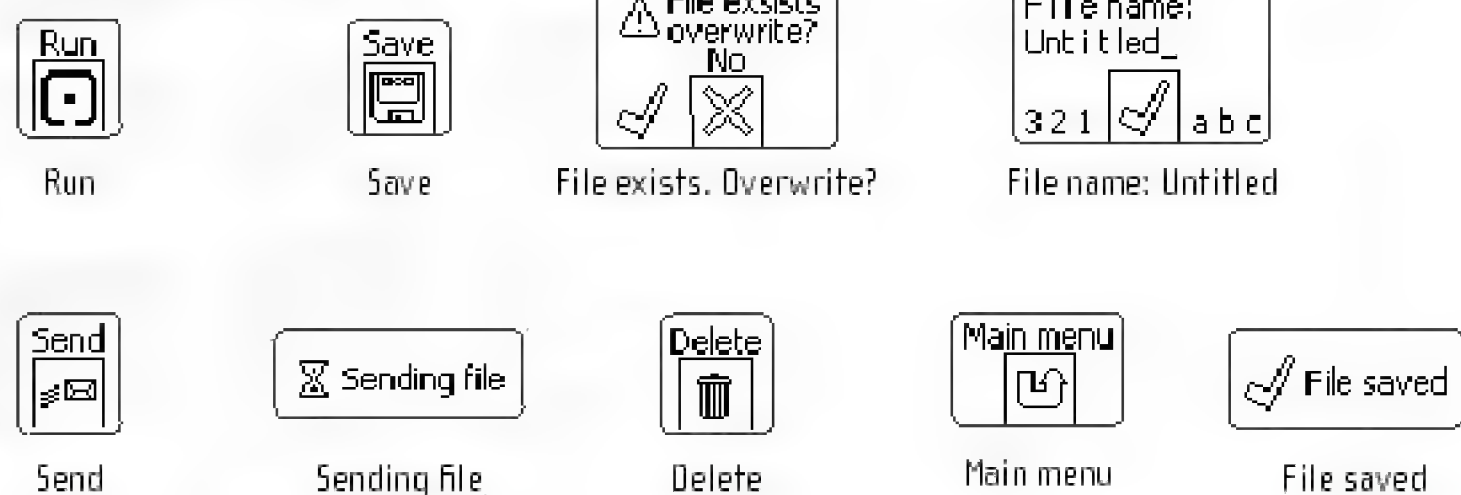 Run
Save
File exsists
overwrite?
No
File name:
Untitled_
3 2 1
a b c
Run
Save
File exists. Overwrite?
File name: Untitled
Send
Sending file
Delete
Main menu
File saved
Send
Sending file
Delete
Main menu
File saved